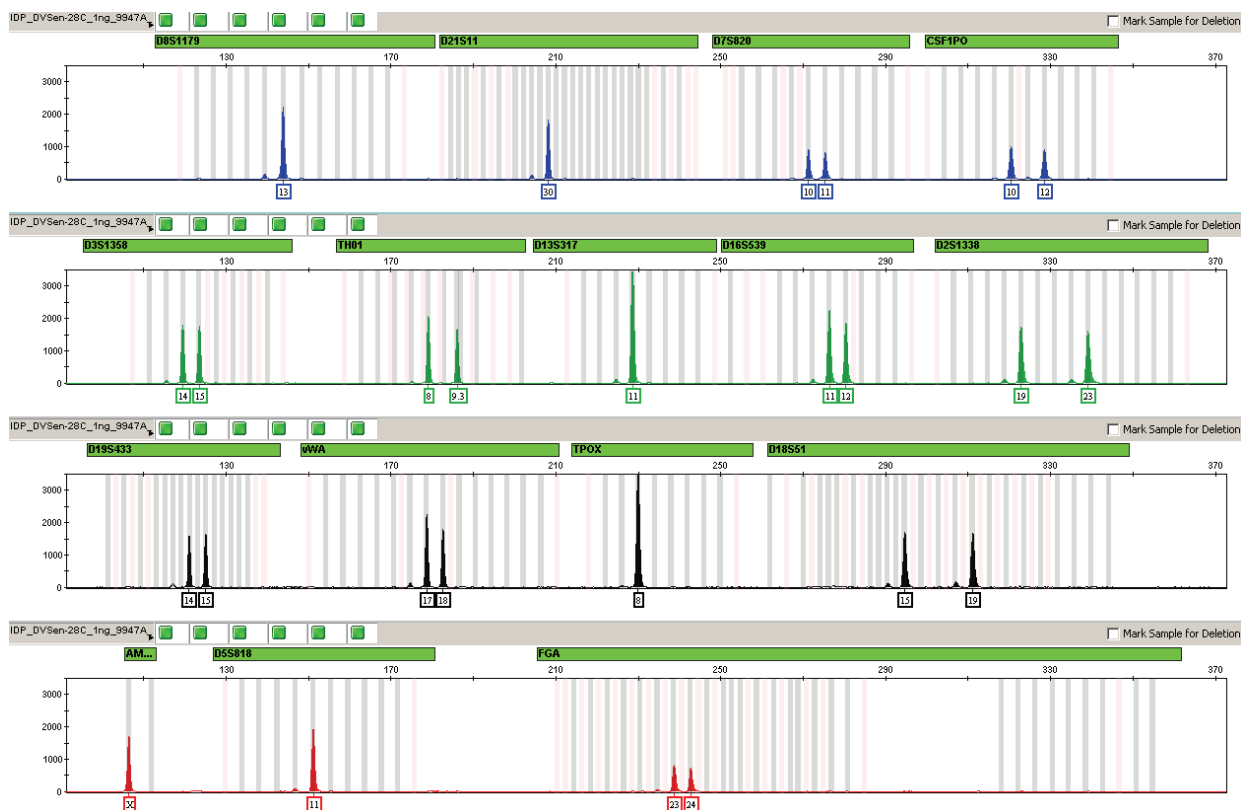 IDP_DVSen-28C_1ng_9947A Mark Sample for Deletion
D8S1179 D21S11 D7S820 CSF1PO
130 170 210 250 290 330 370
3000
2000
1000
0
13 30 10 11 10 12
IDP_DVSen-28C_1ng_9947A Mark Sample for Deletion
D3S1358 TH01 D13S317 D16S539 D2S1338
130 170 210 250 290 330 370
3000
2000
1000
0
14 15 8 9.3 11 11 12 19 23
IDP_DVSen-28C_1ng_9947A Mark Sample for Deletion
D19S433 vWA TPOX D18S51
130 170 210 250 290 330 370
3000
2000
1000
0
14 15 17 18 8 15 19
IDP_DVSen-28C_1ng_9947A Mark Sample for Deletion
AM... D5S818 FGA
130 170 210 250 290 330 370
3000
2000
1000
0
X 11 23 24